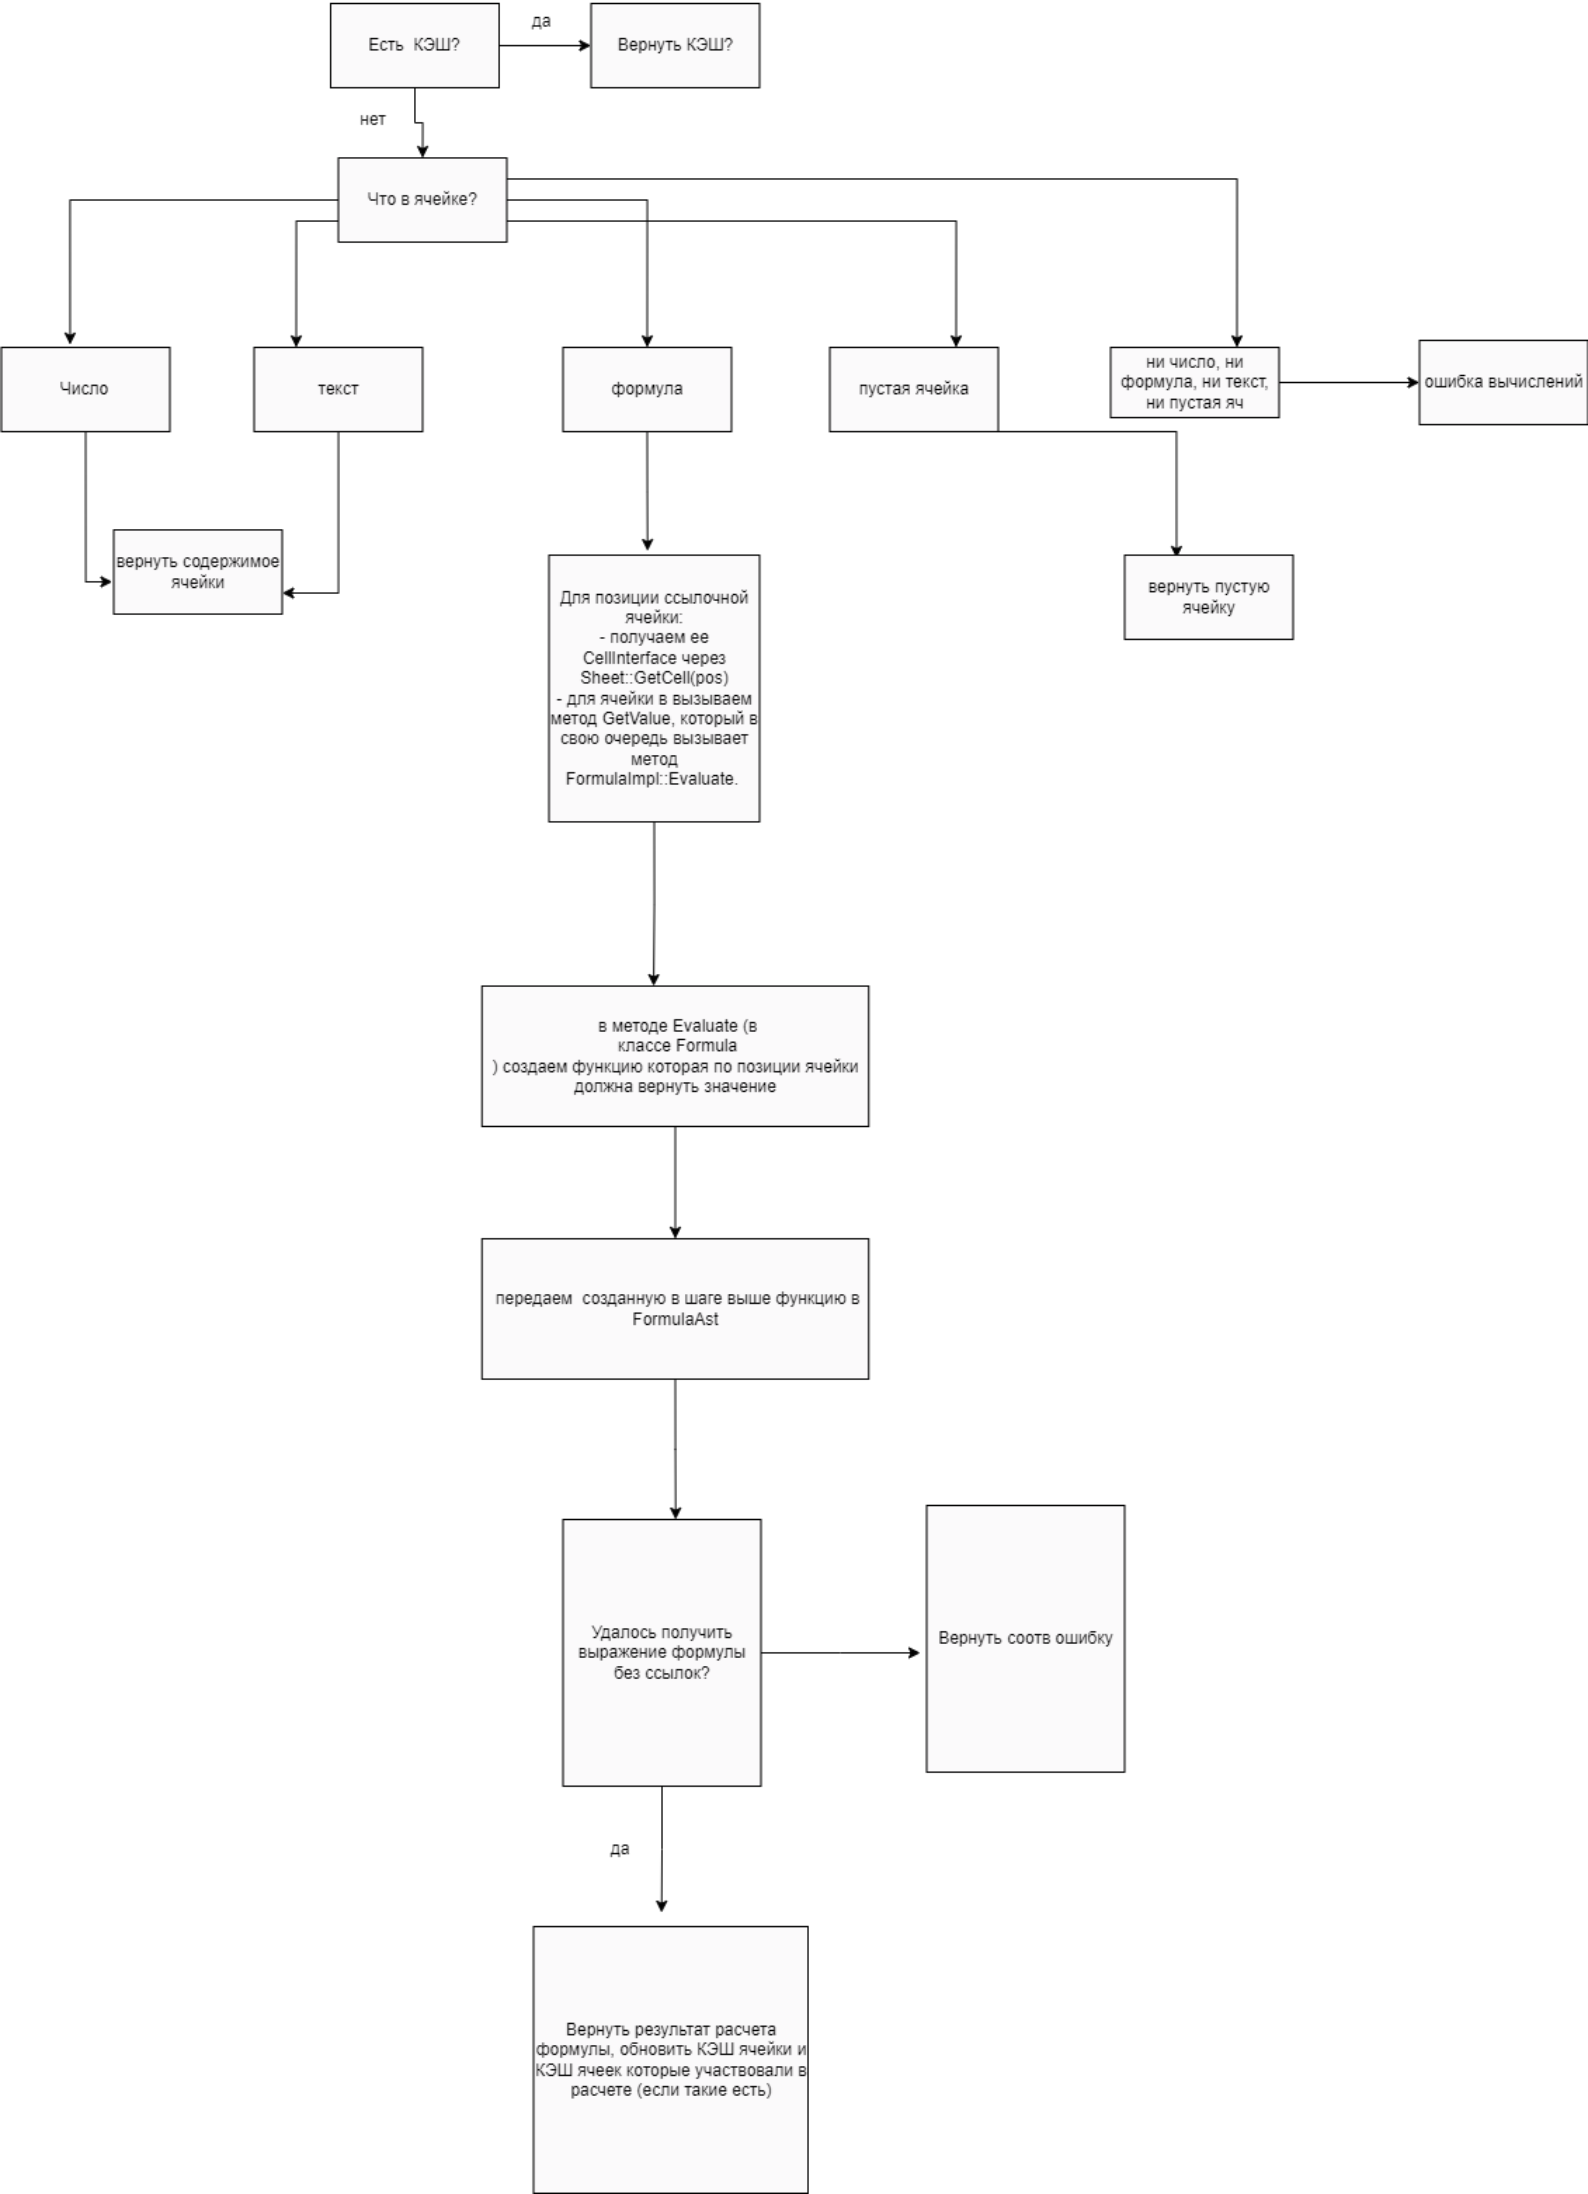 Есть  КЭШ?
да
Вернуть КЭШ?
нет
Что в ячейке?
Число
текст
формула
пустая ячейка
ни число, ни
формула, ни текст,
ни пустая яч
ошибка вычислений
вернуть содержимое
ячейки
Для позиции ссылочной
ячейки:
- получаем ее
CellInterface через
Sheet::GetCell(pos)
- для ячейки в вызываем
метод GetValue, который в
свою очередь вызывает
метод
FormulaImpl::Evaluate.
вернуть пустую
ячейку
в методе Evaluate (в
классе Formula
) создаем функцию которая по позиции ячейки
должна вернуть значение
передаем  созданную в шаге выше функцию в
FormulaAst
Удалось получить
выражение формулы
без ссылок?
Вернуть соотв ошибку
да
Вернуть результат расчета
формулы, обновить КЭШ ячейки и
КЭШ ячеек которые участвовали в
расчете (если такие есть)